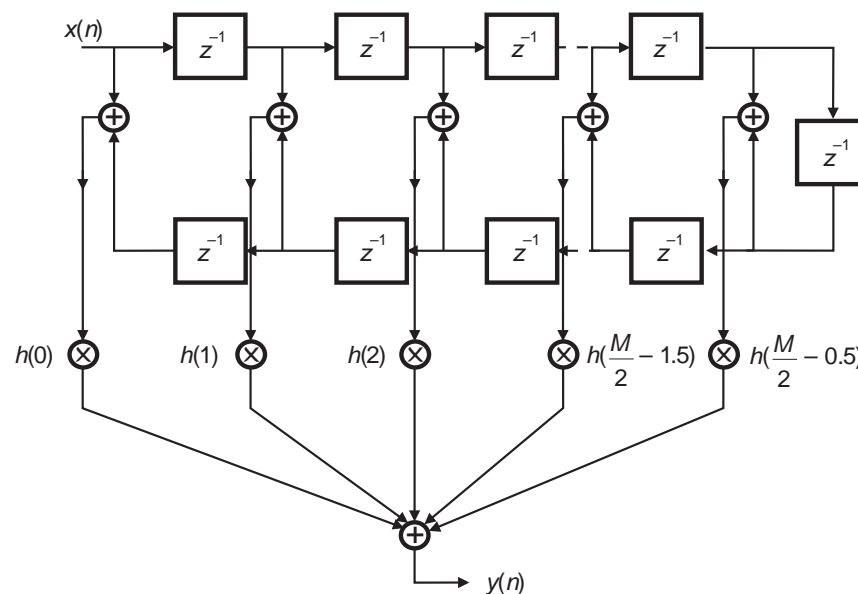 x(n)
z⁻¹ z⁻¹ z⁻¹ z⁻¹
z⁻¹
z⁻¹ z⁻¹ z⁻¹ z⁻¹
h(0) h(1) h(2) h(M/2 − 1.5) h(M/2 − 0.5)
y(n)